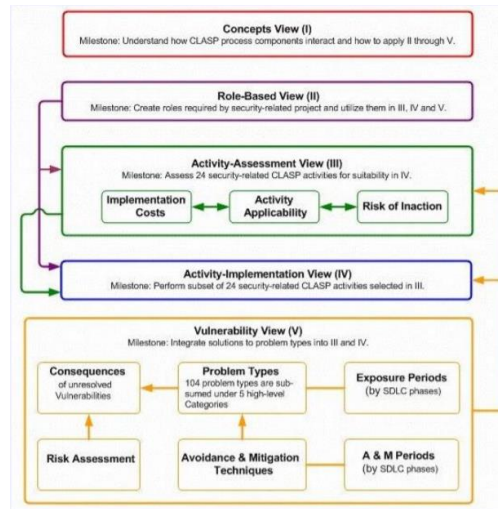 Concepts View (I)
Milestone: Understand how CLASP process components interact and how to apply II through V.
Role-Based View (II)
Milestone: Create roles required by security-related project and utilize them in III, IV and V.
Activity-Assessment View (III)
Milestone: Assess 24 security-related CLASP activities for suitability in IV.
Implementation
Costs
Activity
Applicability
Risk of Inaction
Activity-Implementation View (IV)
Milestone: Perform subset of 24 security-related CLASP activities selected in III.
Vulnerability View (V)
Milestone: Integrate solutions to problem types into III and IV.
Consequences
of unresolved
Vulnerabilities
Problem Types
104 problem types are sub-
sumed under 5 high-level
Categories
Exposure Periods
(by SDLC phases)
Risk Assessment
Avoidance & Mitigation
Techniques
A & M Periods
(by SDLC phases)